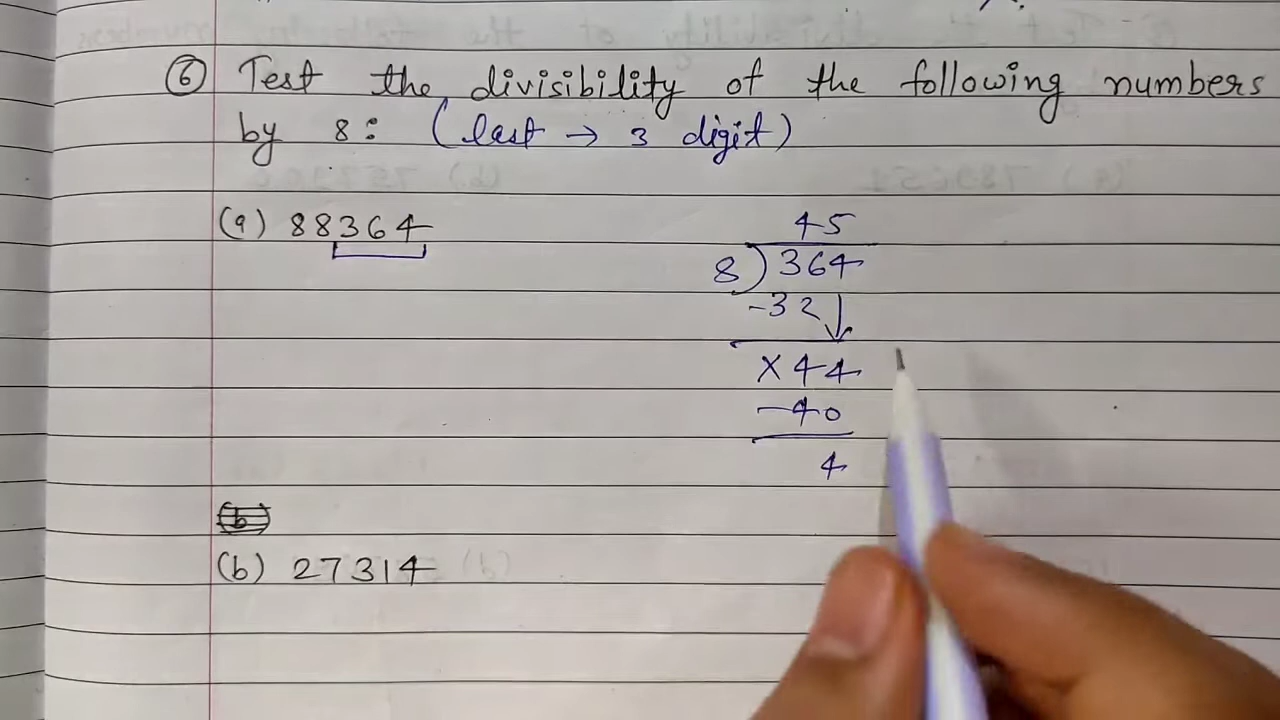 6 Test the divisibility of the following numbers
by 8: (last → 3 digit)
(a) 88364
45
8)364
-32↓
×44
-40
4
(b)
(b) 27314